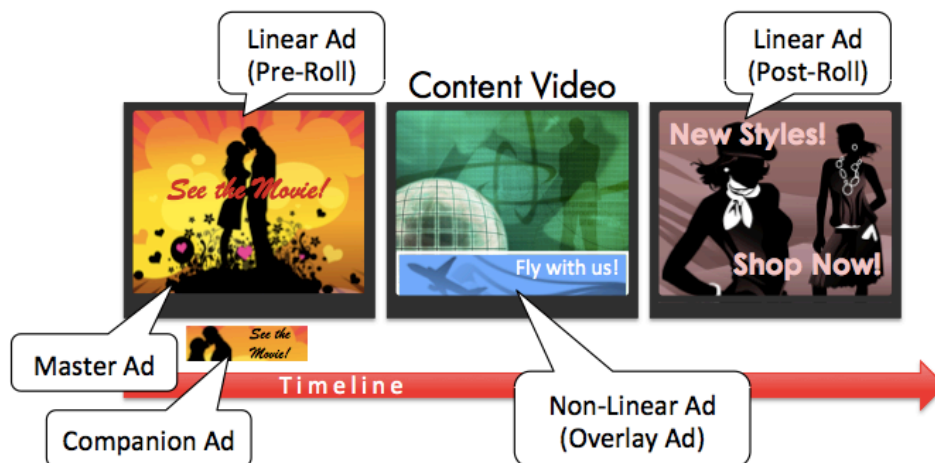 Linear Ad
(Pre-Roll)
Content Video
Linear Ad
(Post-Roll)
See the Movie!
Fly with us!
New Styles!
Shop Now!
Master Ad
See the
Movie!
Timeline
Companion Ad
Non-Linear Ad
(Overlay Ad)